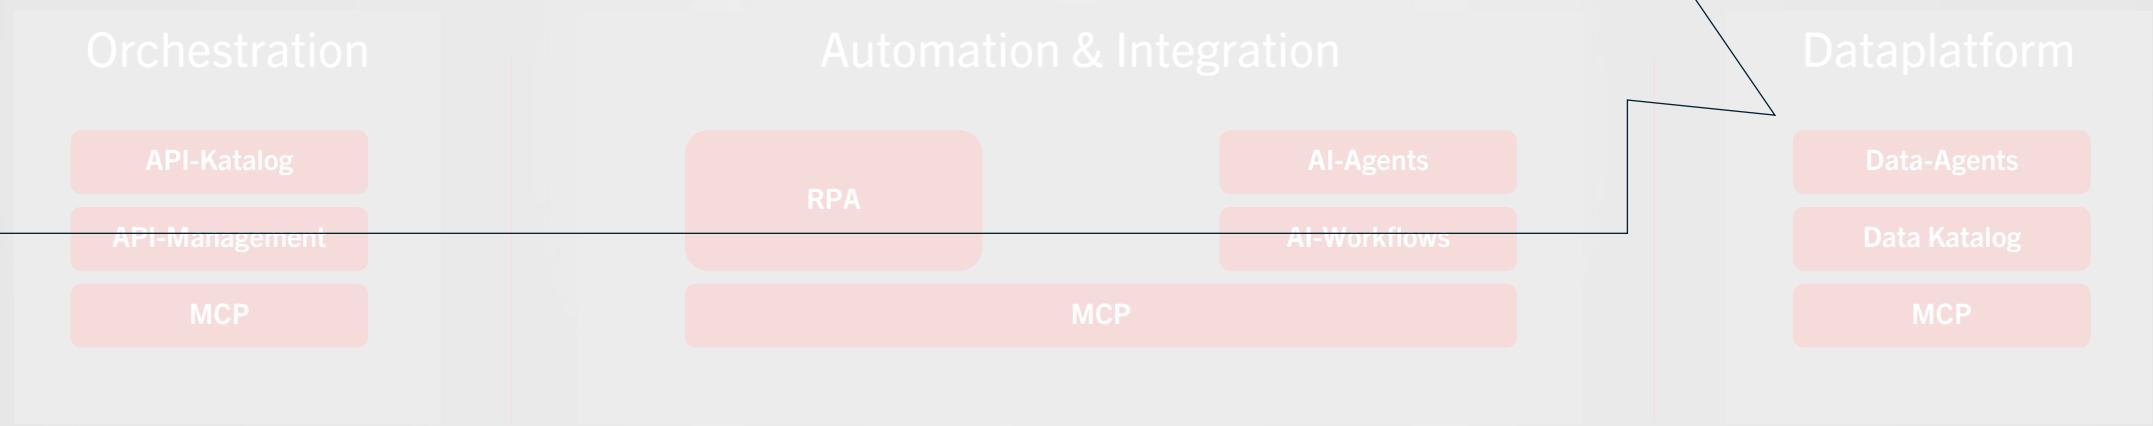 Orchestration
API-Katalog
API-Management
MCP
Automation & Integration
RPA
AI-Agents
AI-Workflows
MCP
Dataplatform
Data-Agents
Data Katalog
MCP